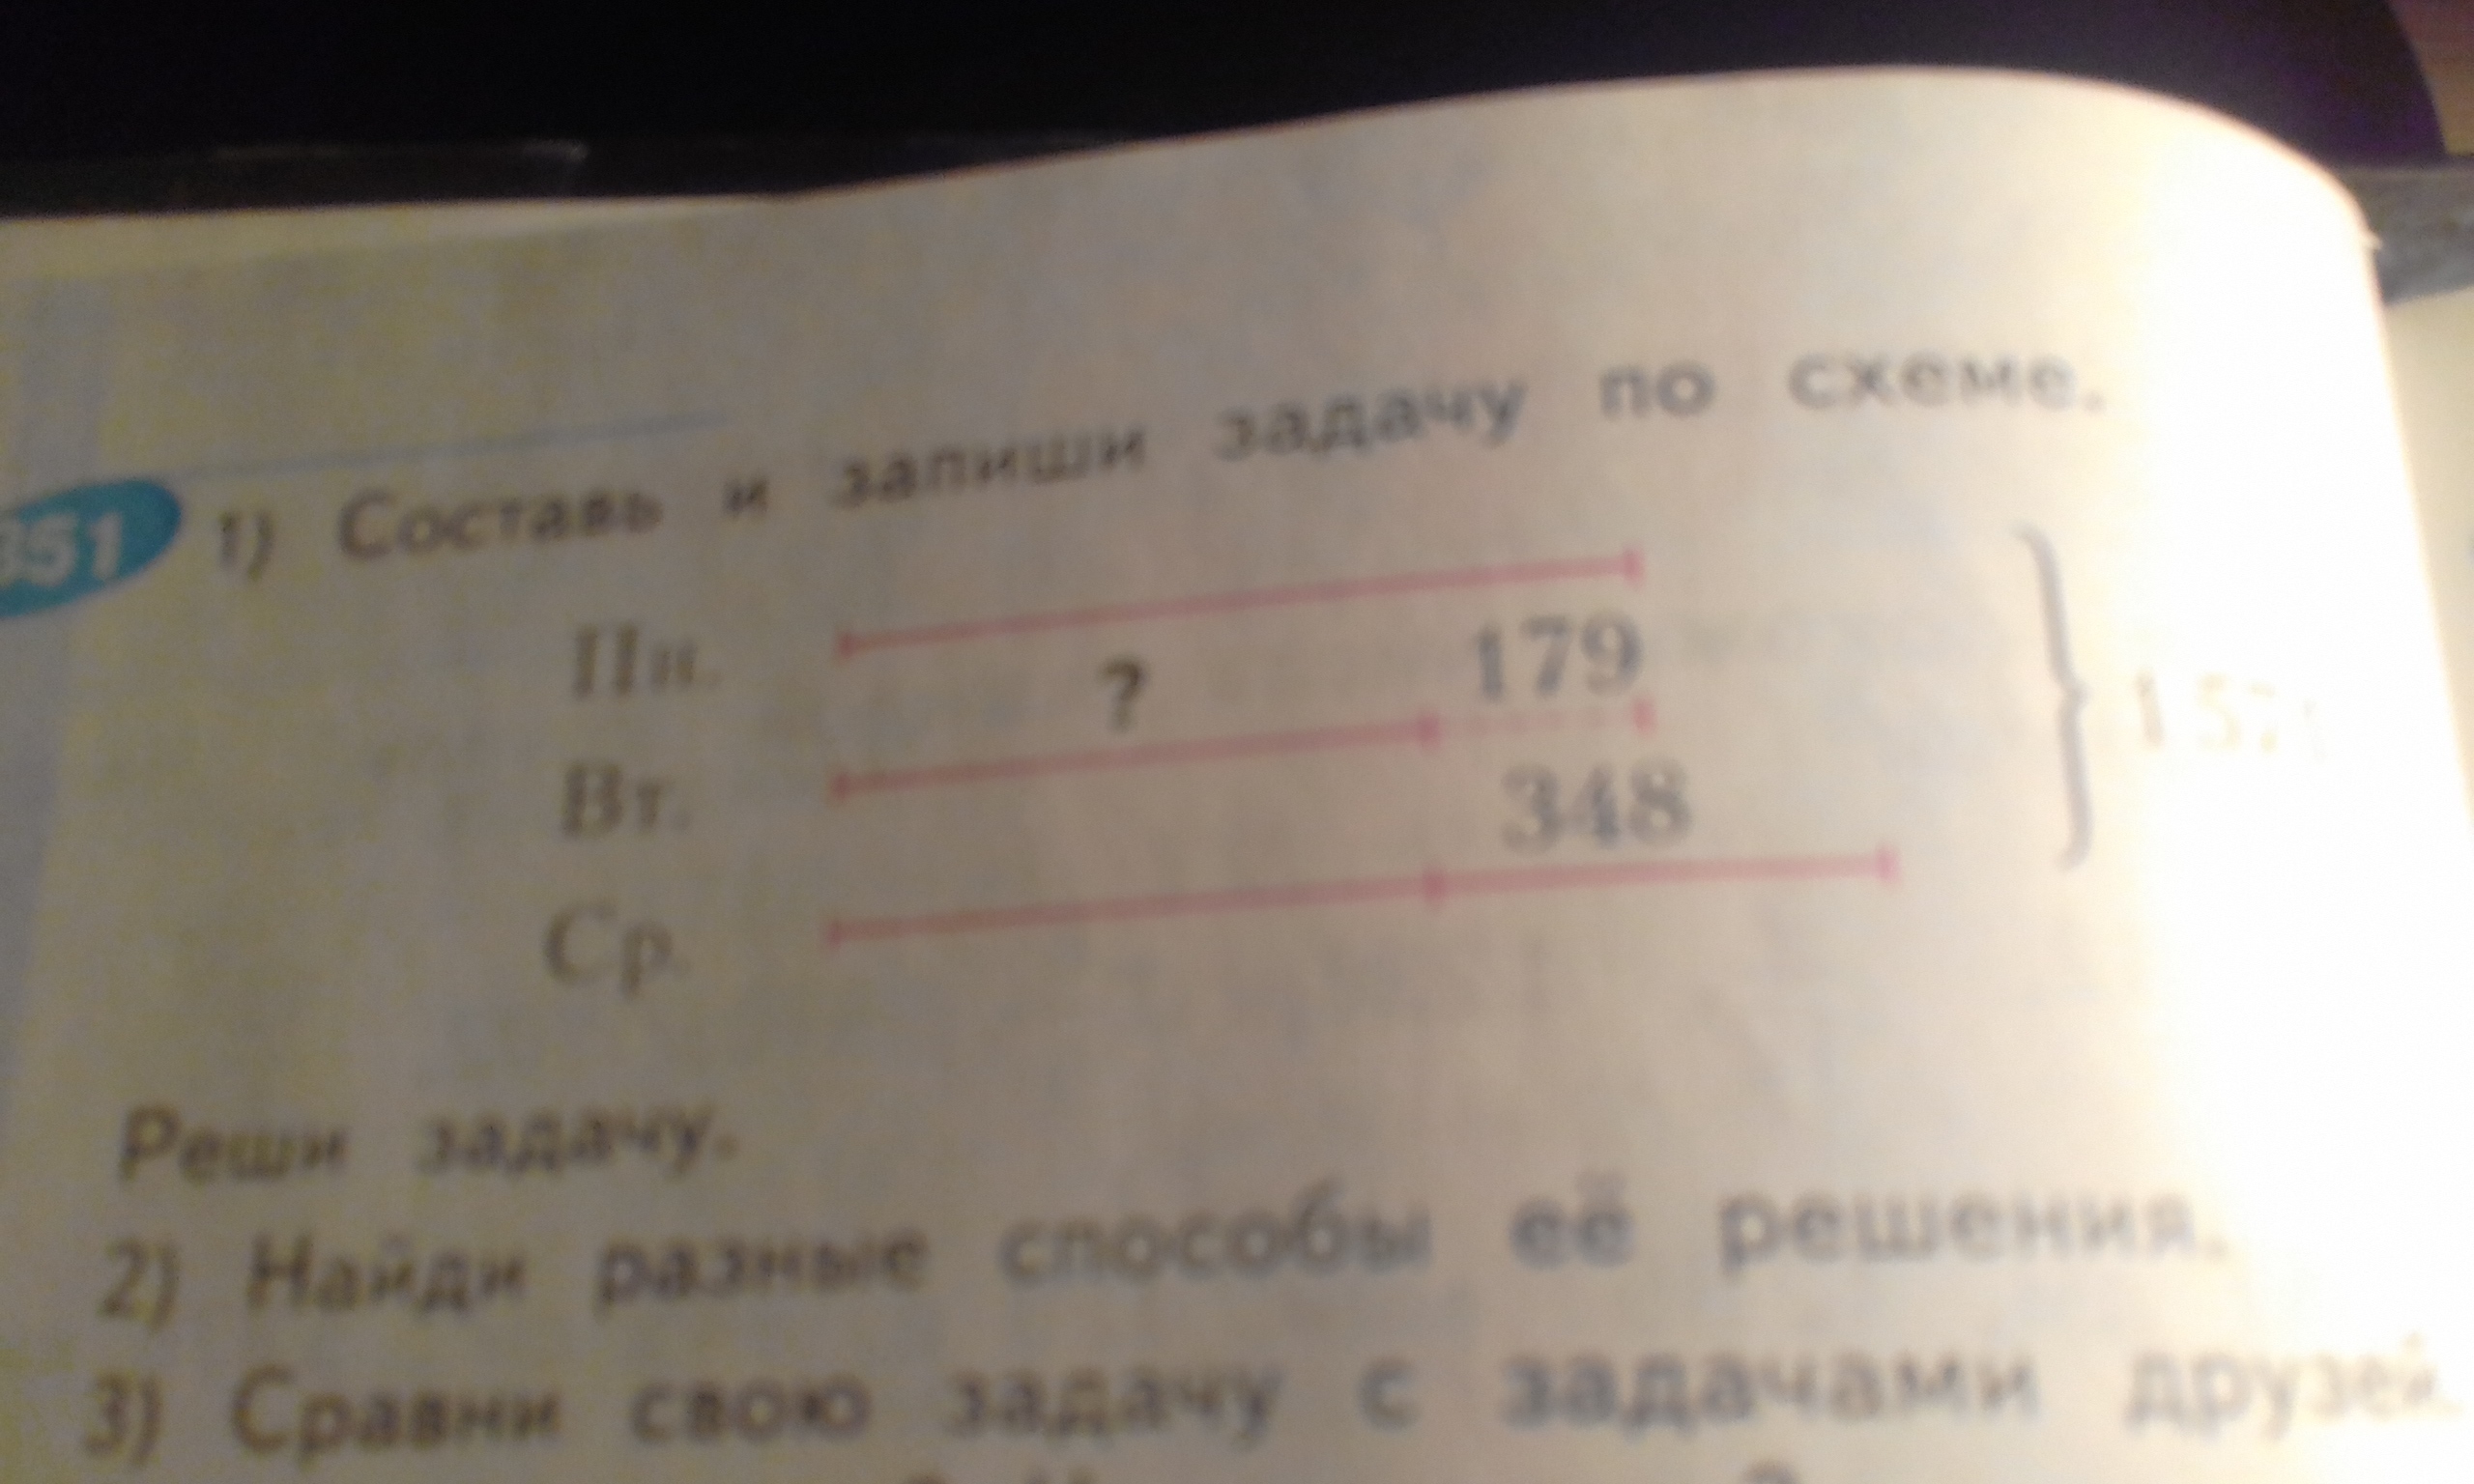 351 1) Составь и запиши задачу по схеме.
Пн.
? 179
Вт.
348
Ср.
Реши задачу.
2) Найди разные способы её решения.
3) Сравни свою задачу с задачами друзей.